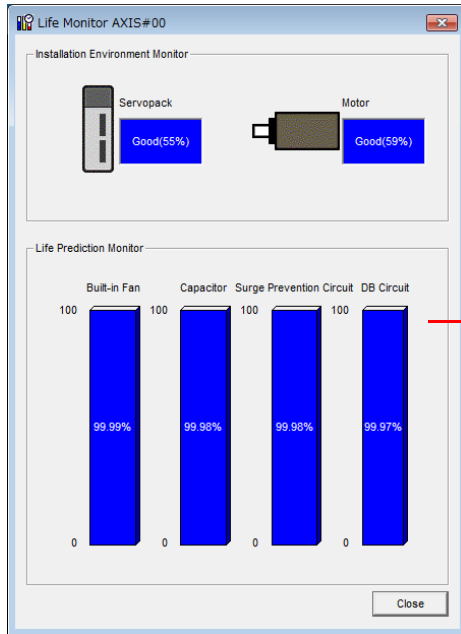 Life Monitor AXIS#00
Installation Environment Monitor
Servopack
Motor
Good(55%)
Good(59%)
Life Prediction Monitor
Built-in Fan Capacitor Surge Prevention Circuit DB Circuit
100 100 100 100
99.99% 99.98% 99.98% 99.97%
0 0 0 0
Close